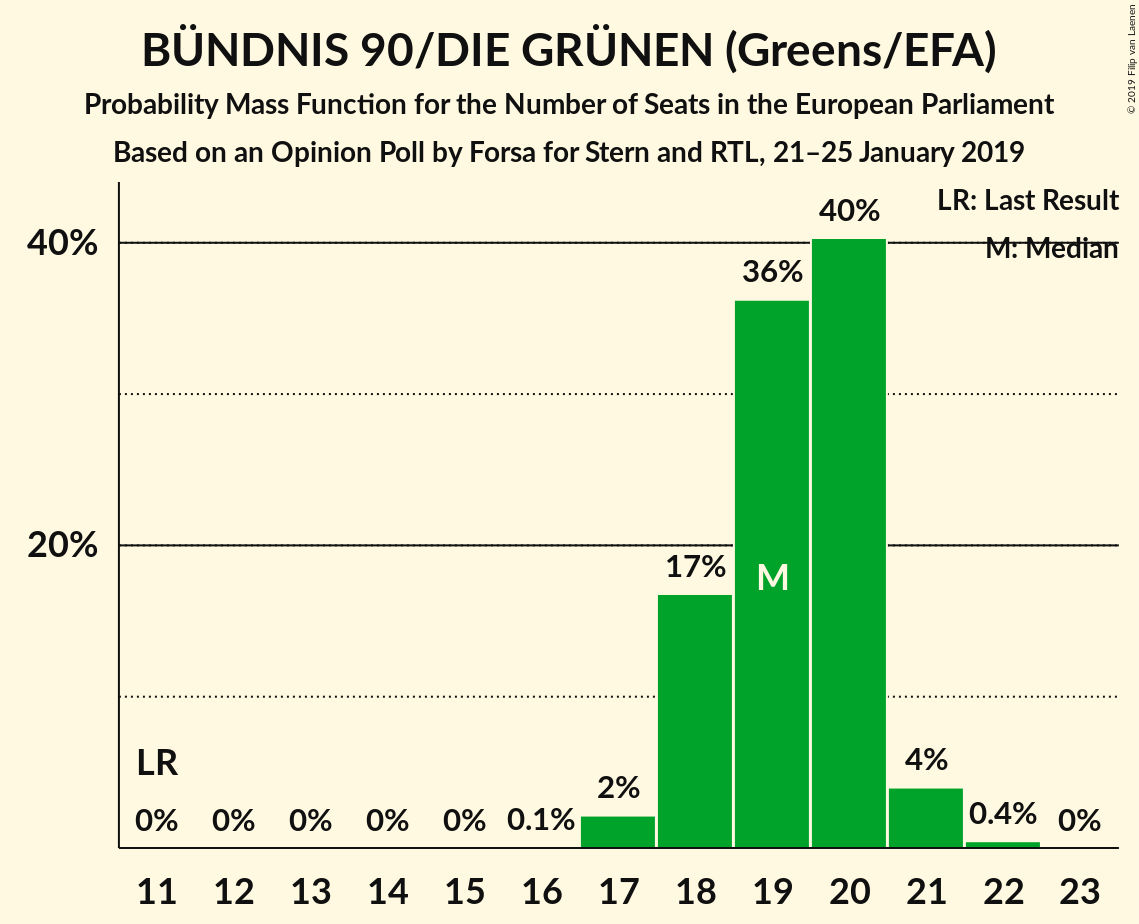 BÜNDNIS 90/DIE GRÜNEN (Greens/EFA)
Probability Mass Function for the Number of Seats in the European Parliament
Based on an Opinion Poll by Forsa for Stern and RTL, 21–25 January 2019
© 2019 Filip van Laenen
LR: Last Result
M: Median
40%
20%
LR
0%
0%
0%
0%
0%
0.1%
2%
17%
36%
M
40%
4%
0.4%
0%
11 12 13 14 15 16 17 18 19 20 21 22 23